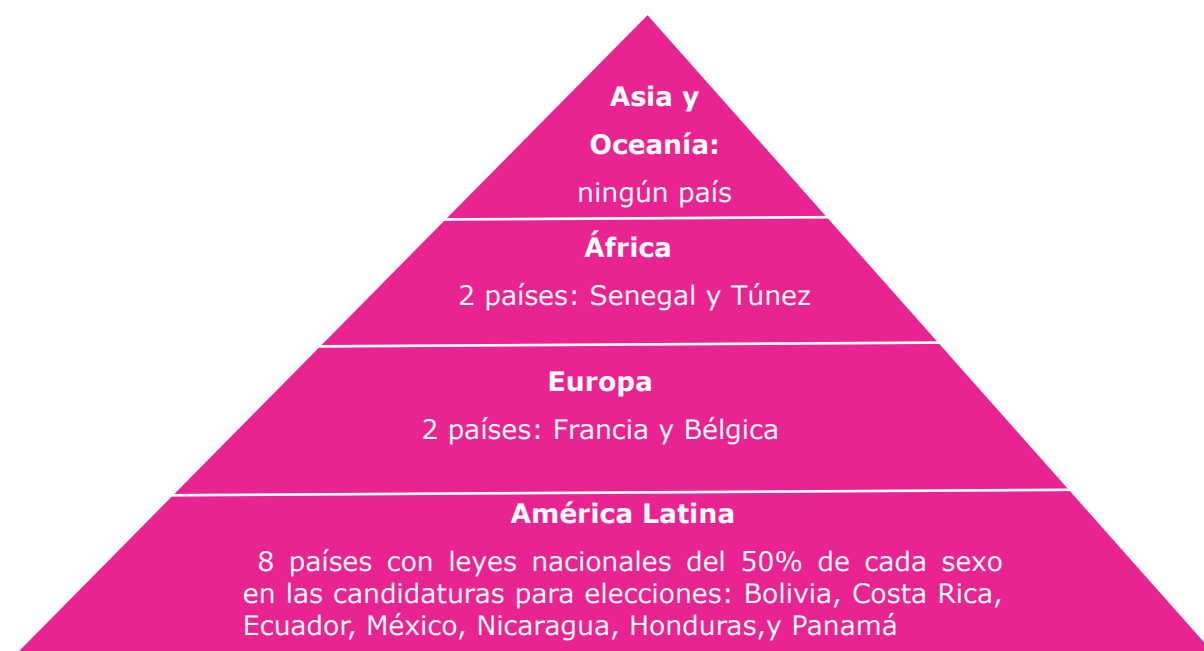 Asia y
Oceanía:
ningún país
África
2 países: Senegal y Túnez
Europa
2 países: Francia y Bélgica
América Latina
8 países con leyes nacionales del 50% de cada sexo
en las candidaturas para elecciones: Bolivia, Costa Rica,
Ecuador, México, Nicaragua, Honduras,y Panamá